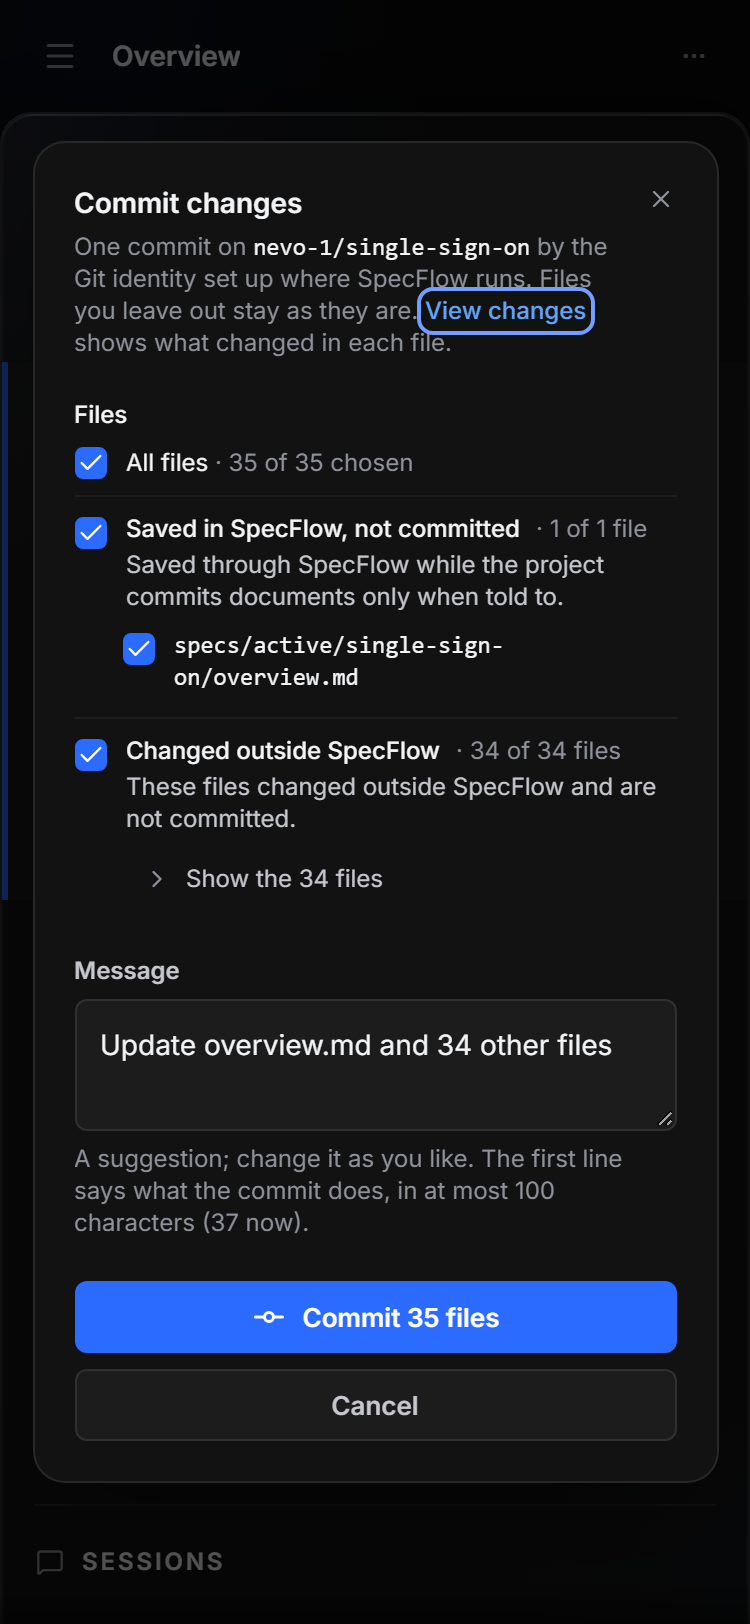 Overview
Commit changes
One commit on nevo-1/single-sign-on by the
Git identity set up where SpecFlow runs. Files
you leave out stay as they are. View changes
shows what changed in each file.
Files
All files · 35 of 35 chosen
Saved in SpecFlow, not committed · 1 of 1 file
Saved through SpecFlow while the project
commits documents only when told to.
specs/active/single-sign-
on/overview.md
Changed outside SpecFlow · 34 of 34 files
These files changed outside SpecFlow and are
not committed.
Show the 34 files
Message
Update overview.md and 34 other files
A suggestion; change it as you like. The first line
says what the commit does, in at most 100
characters (37 now).
Commit 35 files
Cancel
SESSIONS